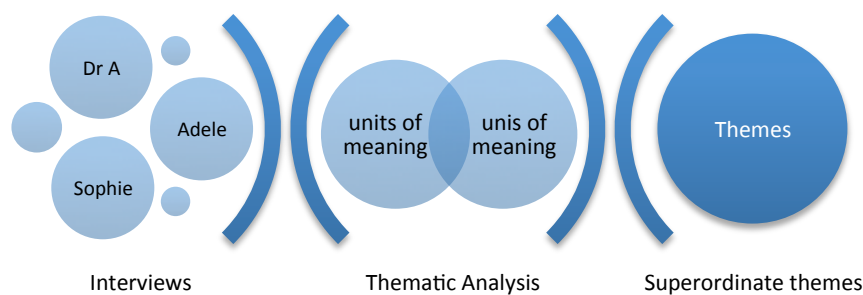 Dr A
Adele
Sophie
units of
meaning
unis of
meaning
Themes
Interviews
Thematic Analysis
Superordinate themes